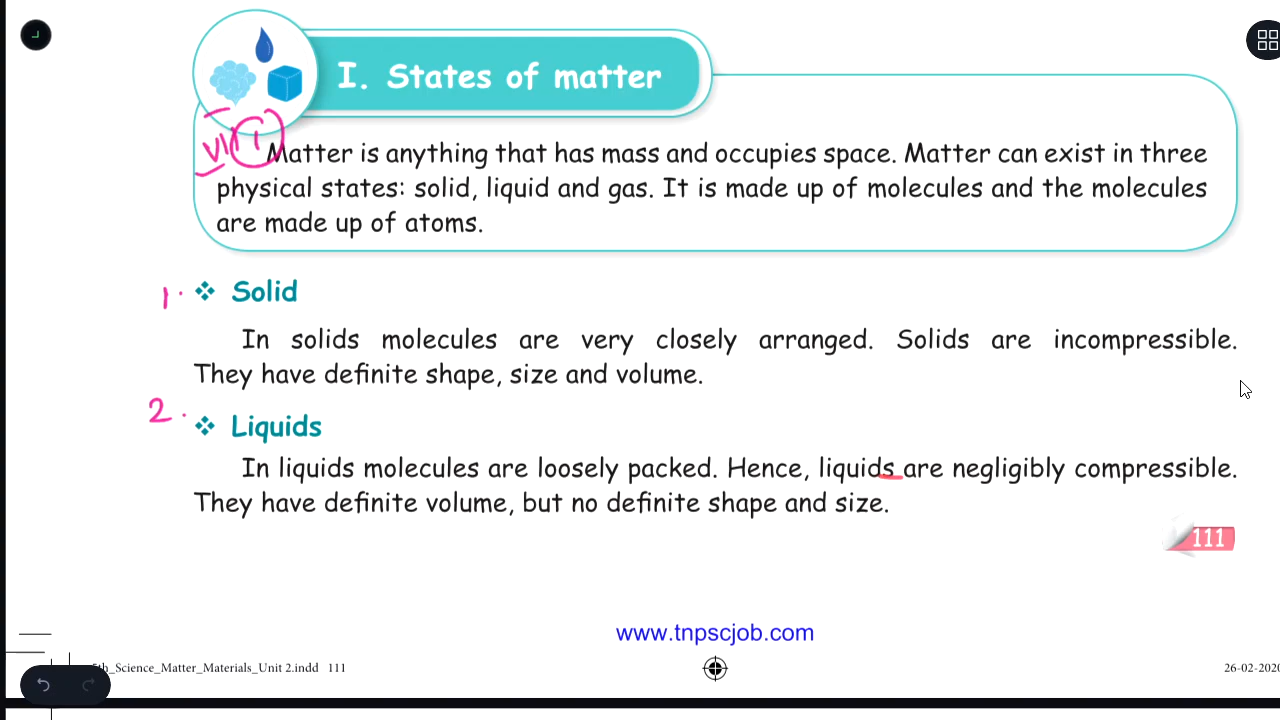 I. States of matter
VII 1
Matter is anything that has mass and occupies space. Matter can exist in three
physical states: solid, liquid and gas. It is made up of molecules and the molecules
are made up of atoms.
1.
❖ Solid
In solids molecules are very closely arranged. Solids are incompressible.
They have definite shape, size and volume.
2.
❖ Liquids
In liquids molecules are loosely packed. Hence, liquids are negligibly compressible.
They have definite volume, but no definite shape and size.
111
www.tnpscjob.com
5th_Science_Matter_Materials_Unit 2.indd 111
26-02-2020